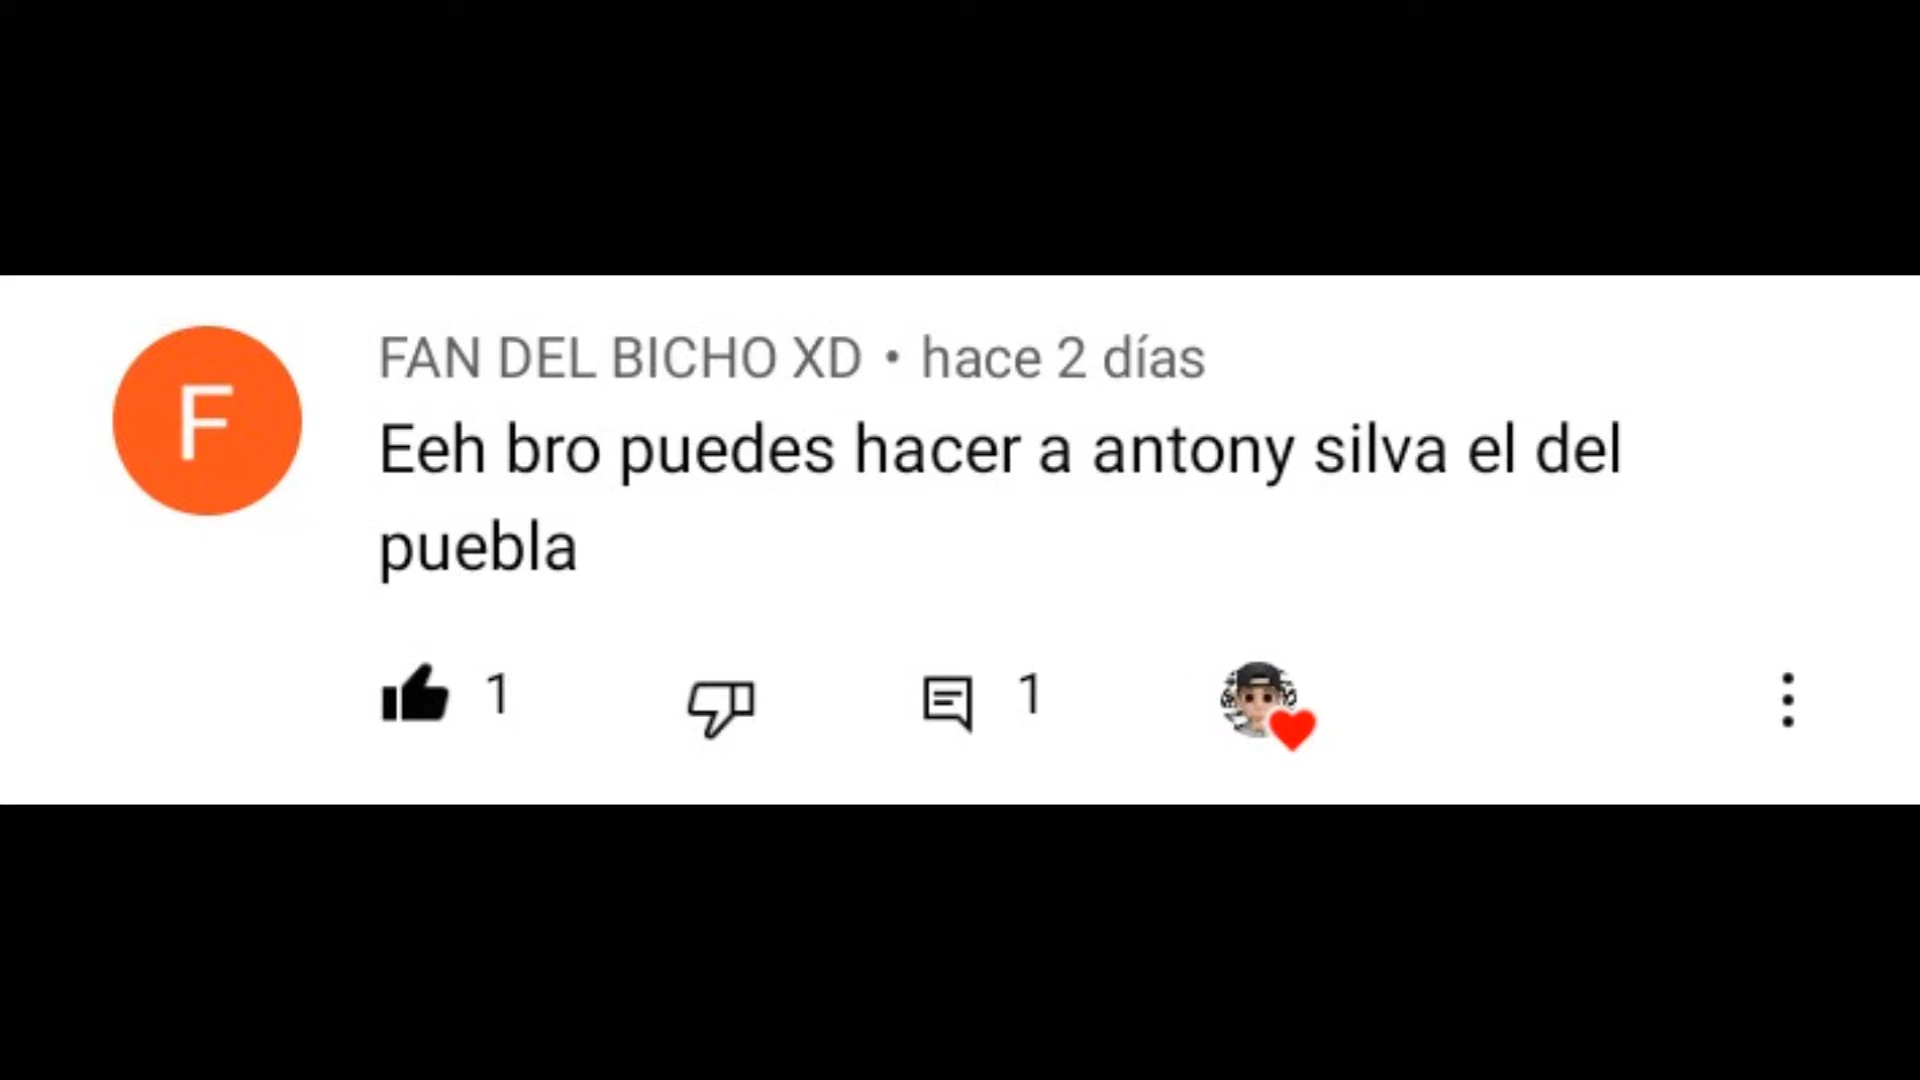 F
FAN DEL BICHO XD • hace 2 días
Eeh bro puedes hacer a antony silva el del
puebla
1
1